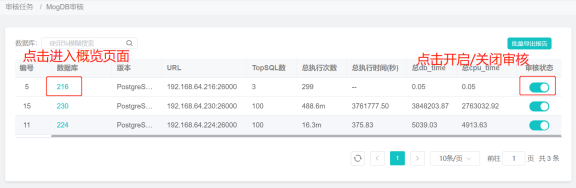 审核任务 / MogDB审核
数据库: 使用%模糊搜索 批量导出报告
点击进入概览页面 点击开启/关闭审核
编号 数据库 版本 URL TopSQL数 总执行次数 总执行时间(秒) 总db_time 总cpu_time 审核状态
5 216 PostgreS... 192.168.64.216:26000 3 299 -- 0.05 0.05
15 230 PostgreS... 192.168.64.230:26000 100 488.6m 3761777.50 3848203.87 2763032.92
11 224 PostgreS... 192.168.64.224:26000 100 16.3m 375.83 5039.03 4913.63
1 10条/页 前往 1 页 共 3 条